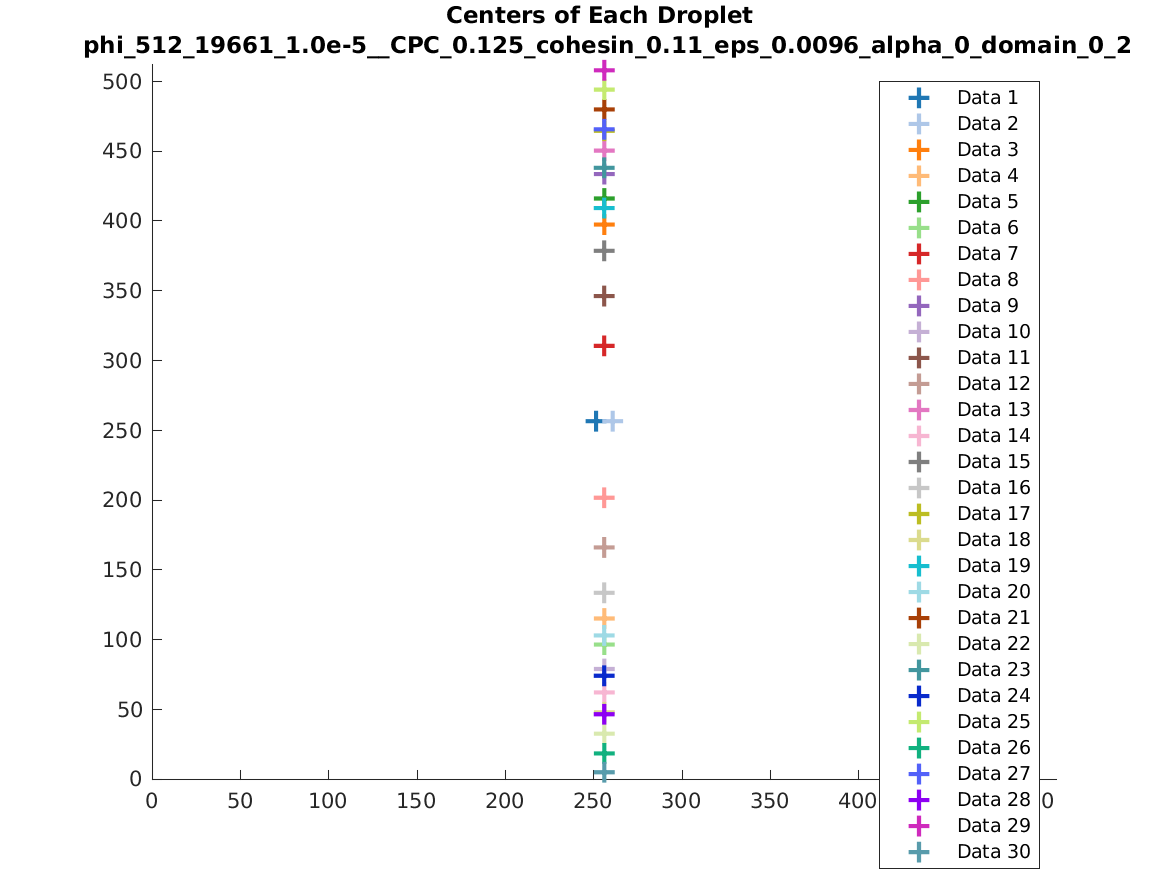 Centers of Each Droplet
phi_512_19661_1.0e-5__CPC_0.125_cohesin_0.11_eps_0.0096_alpha_0_domain_0_2
500
450
400
350
300
250
200
150
100
50
0
0 50 100 150 200 250 300 350 400 0
Data 1
Data 2
Data 3
Data 4
Data 5
Data 6
Data 7
Data 8
Data 9
Data 10
Data 11
Data 12
Data 13
Data 14
Data 15
Data 16
Data 17
Data 18
Data 19
Data 20
Data 21
Data 22
Data 23
Data 24
Data 25
Data 26
Data 27
Data 28
Data 29
Data 30